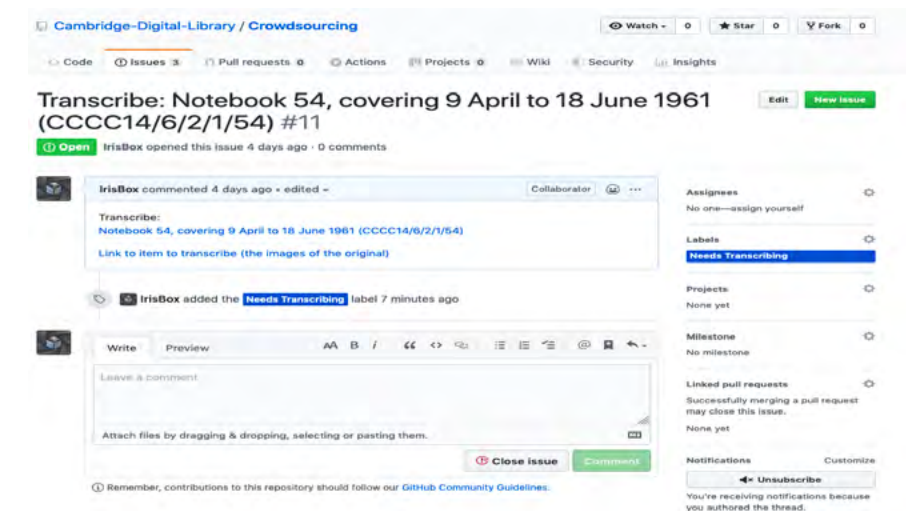 Cambridge-Digital-Library / Crowdsourcing
Watch 0 Star 0 Fork 0
Code Issues 3 Pull requests 0 Actions Projects 0 Wiki Security Insights
Transcribe: Notebook 54, covering 9 April to 18 June 1961
(CCCC14/6/2/1/54) #11
Edit New issue
Open IrisBox opened this issue 4 days ago · 0 comments
IrisBox commented 4 days ago • edited
Collaborator
Transcribe:
Notebook 54, covering 9 April to 18 June 1961 (CCCC14/6/2/1/54)
Link to item to transcribe (the images of the original)
IrisBox added the Needs Transcribing label 7 minutes ago
Write Preview
AA B i
Leave a comment
Attach files by dragging & dropping, selecting or pasting them.
Close issue Comment
Remember, contributions to this repository should follow our GitHub Community Guidelines.
Assignees
No one—assign yourself
Labels
Needs Transcribing
Projects
None yet
Milestone
No milestone
Linked pull requests
Successfully merging a pull request
may close this issue.
None yet
Notifications Customize
Unsubscribe
You're receiving notifications because
you authored the thread.